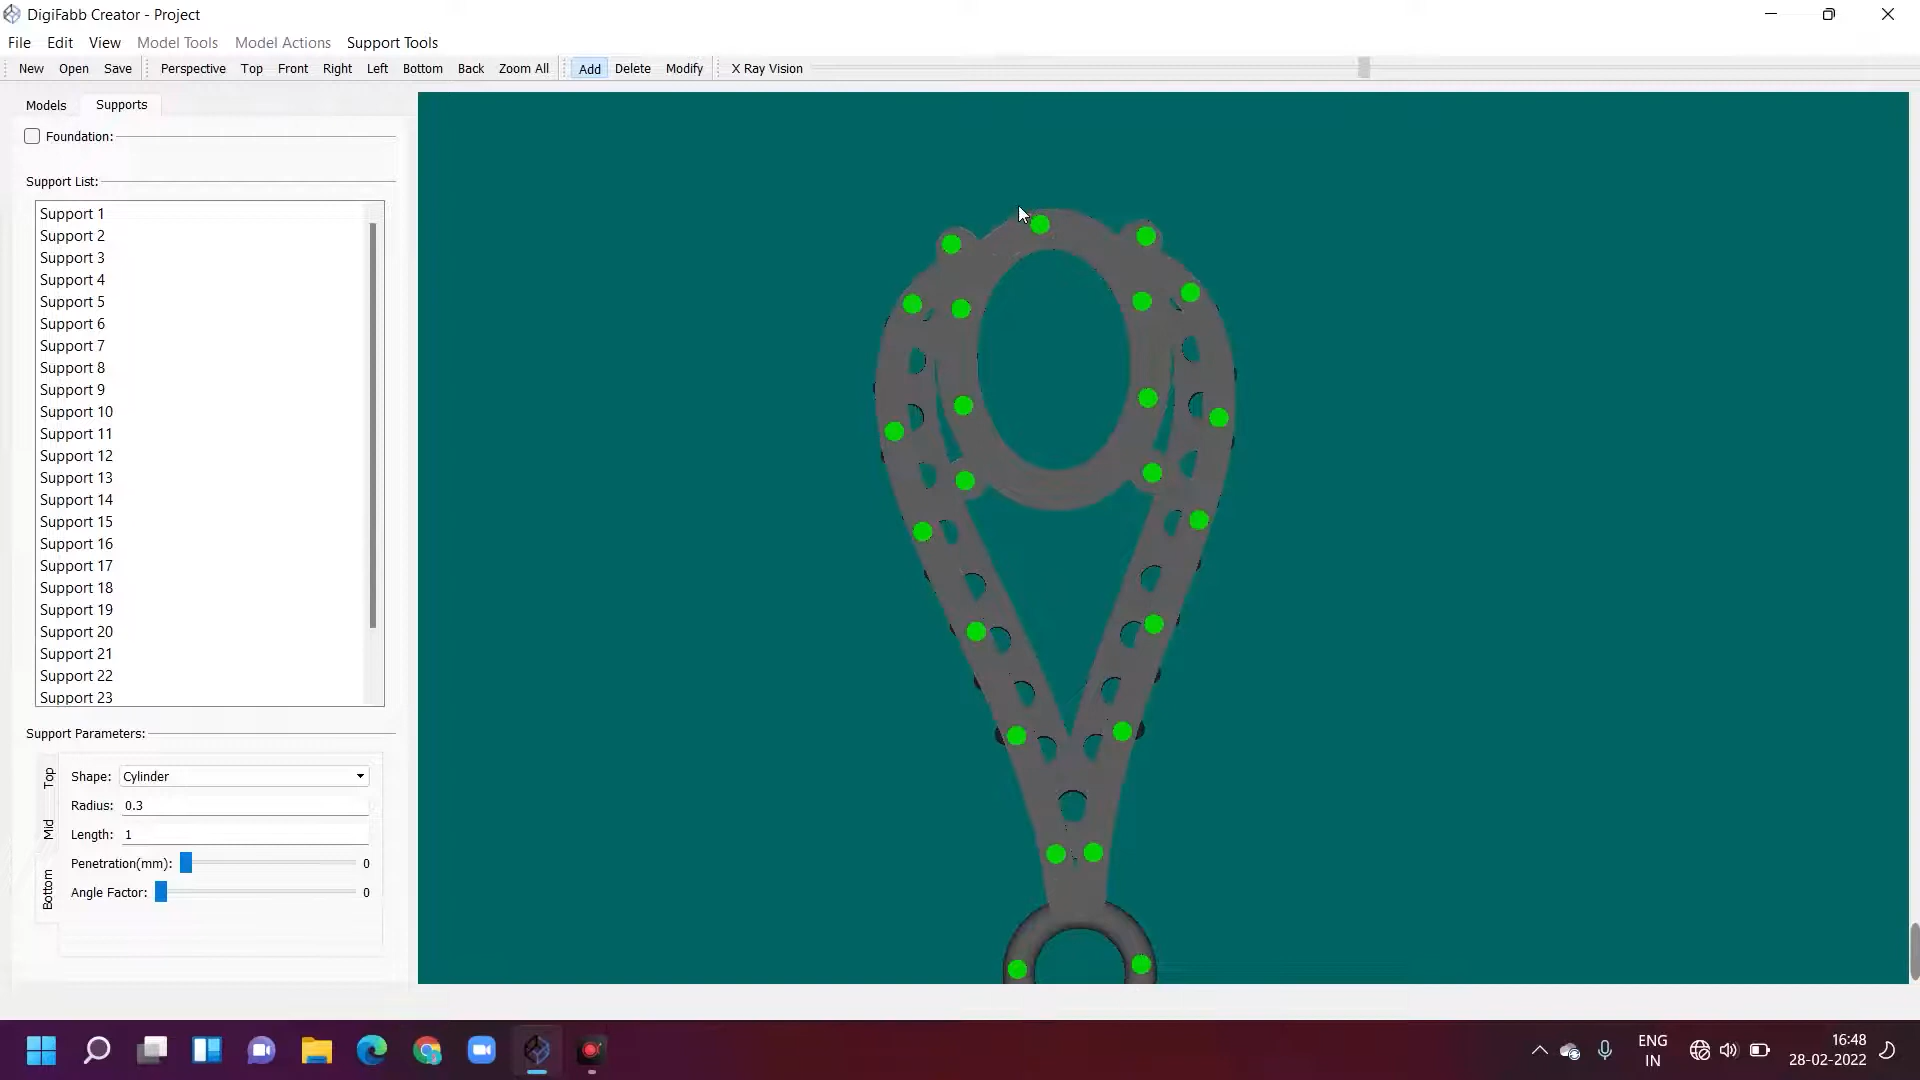 DigiFabb Creator - Project
File Edit View Model Tools Model Actions Support Tools
New Open Save Perspective Top Front Right Left Bottom Back Zoom All Add Delete Modify X Ray Vision
Models Supports
Foundation:
Support List:
Support 1
Support 2
Support 3
Support 4
Support 5
Support 6
Support 7
Support 8
Support 9
Support 10
Support 11
Support 12
Support 13
Support 14
Support 15
Support 16
Support 17
Support 18
Support 19
Support 20
Support 21
Support 22
Support 23
Support Parameters:
Top
Mid
Bottom
Shape: Cylinder
Radius: 0.3
Length: 1
Penetration(mm): 0
Angle Factor: 0
ENG
IN
16:48
28-02-2022